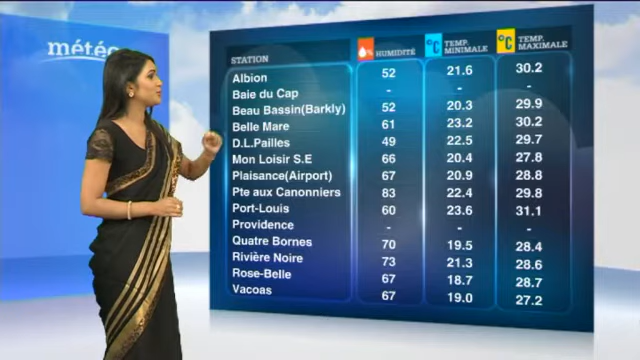 météo
STATION HUMIDITÉ TEMP. MINIMALE TEMP. MAXIMALE
Albion 52 21.6 30.2
Baie du Cap - - -
Beau Bassin(Barkly) 52 20.3 29.9
Belle Mare 61 23.2 30.2
D.L.Pailles 49 22.5 29.7
Mon Loisir S.E 66 20.4 27.8
Plaisance(Airport) 67 20.9 28.8
Pte aux Canonniers 83 22.4 29.8
Port-Louis 60 23.6 31.1
Providence - - -
Quatre Bornes 70 19.5 28.4
Rivière Noire 73 21.3 28.6
Rose-Belle 67 18.7 28.7
Vacoas 67 19.0 27.2